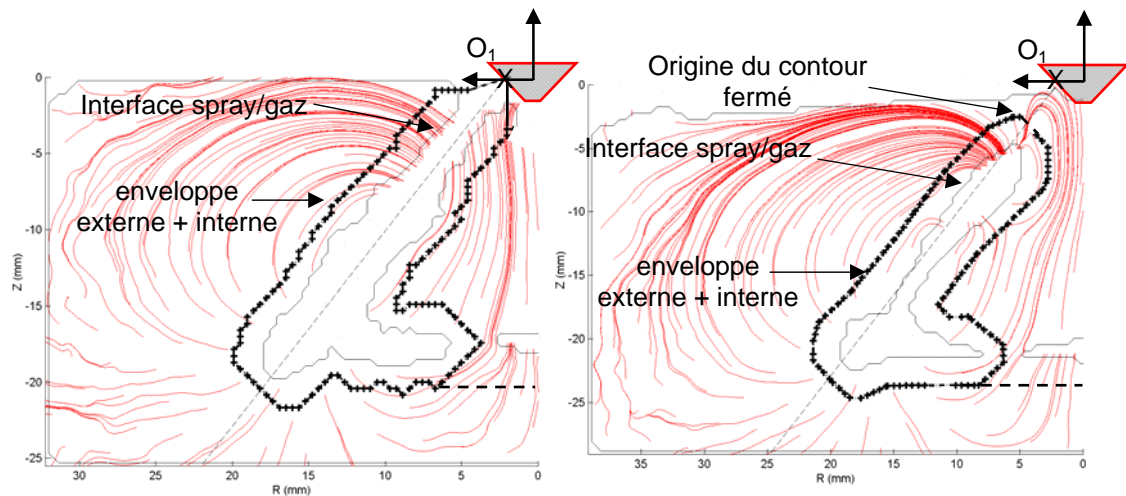 O1
Interface spray/gaz
enveloppe
externe + interne
0
-5
-10
-15
-20
-25
Z (mm)
30
25
20
15
10
5
0
R (mm)
O1
Origine du contour
fermé
Interface spray/gaz
enveloppe
externe + interne
0
-5
-10
-15
-20
-25
Z (mm)
35
30
25
20
15
10
5
0
R (mm)